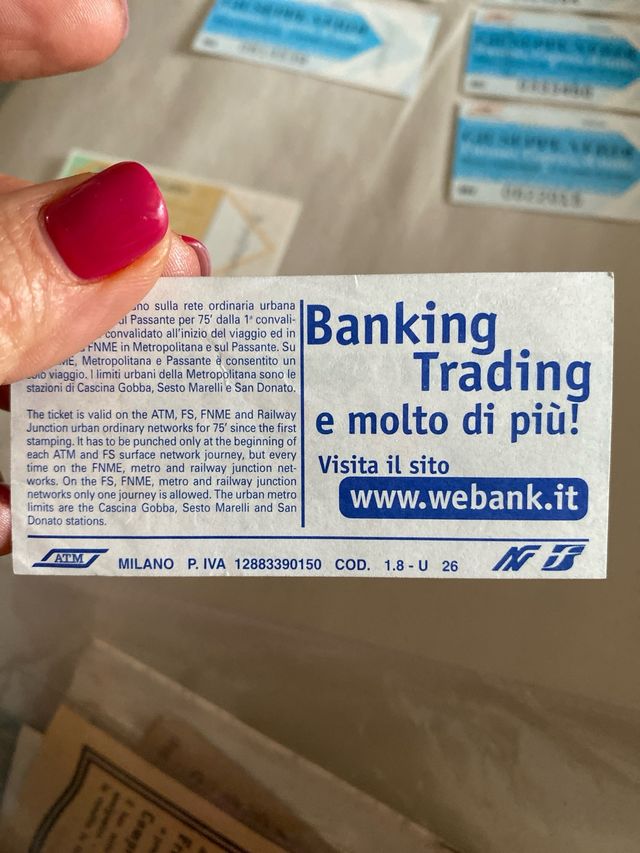 no sulla rete ordinaria urbana
ul Passante per 75' dalla 1ª convali-
convalidato all'inizio del viaggio ed in
FNME in Metropolitana e sul Passante. Su
ME, Metropolitana e Passante è consentito un
solo viaggio. I limiti urbani della Metropolitana sono le
stazioni di Cascina Gobba, Sesto Marelli e San Donato.
The ticket is valid on the ATM, FS, FNME and Railway
Junction urban ordinary networks for 75' since the first
stamping. It has to be punched only at the beginning of
each ATM and FS surface network journey, but every
time on the FNME, metro and railway junction net-
works. On the FS, FNME, metro and railway junction
networks only one journey is allowed. The urban metro
limits are the Cascina Gobba, Sesto Marelli and San
Donato stations.
Banking
Trading
e molto di più!
Visita il sito
www.webank.it
ATM MILANO P. IVA 12883390150 COD. 1.8 - U 26